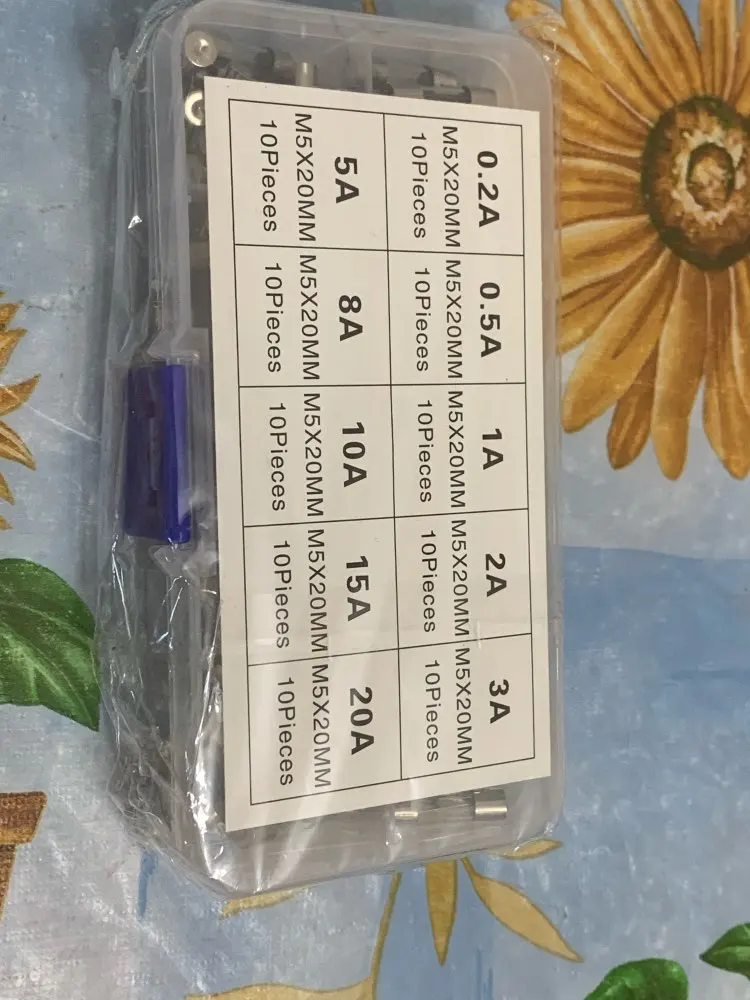 0.2A
M5X20MM
10Pieces
0.5A
M5X20MM
10Pieces
1A
M5X20MM
10Pieces
2A
M5X20MM
10Pieces
3A
M5X20MM
10Pieces
5A
M5X20MM
10Pieces
8A
M5X20MM
10Pieces
10A
M5X20MM
10Pieces
15A
M5X20MM
10Pieces
20A
M5X20MM
10Pieces